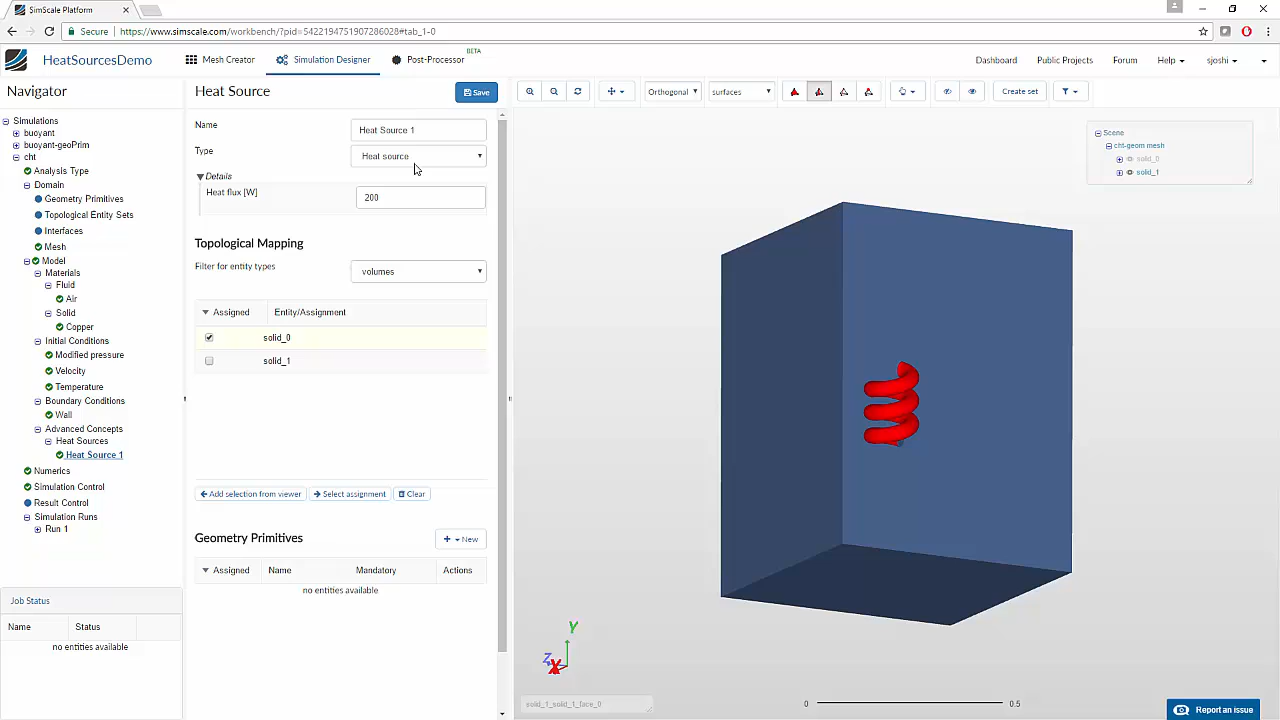 SimScale Platform
Secure | https://www.simscale.com/workbench/?pid=5422194751907286028#tab_1-0
HeatSourcesDemo
Mesh Creator
Simulation Designer
Post-Processor
BETA
Dashboard
Public Projects
Forum
Help
sjoshi
Navigator
Simulations
buoyant
buoyant-geoPrim
cht
Analysis Type
Domain
Geometry Primitives
Topological Entity Sets
Interfaces
Mesh
Model
Materials
Fluid
Air
Solid
Copper
Initial Conditions
Modified pressure
Velocity
Temperature
Boundary Conditions
Wall
Advanced Concepts
Heat Sources
Heat Source 1
Numerics
Simulation Control
Result Control
Simulation Runs
Run 1
Job Status
Name Status
no entities available
Heat Source
Save
Name Heat Source 1
Type Heat source
Details
Heat flux [W] 200
Topological Mapping
Filter for entity types volumes
Assigned Entity/Assignment
solid_0
solid_1
Add selection from viewer
Select assignment
Clear
Geometry Primitives
New
Assigned Name Mandatory Actions
no entities available
Orthogonal
surfaces
Create set
Scene
cht-geom mesh
solid_0
solid_1
Y
Z
X
solid_1_solid_1_face_0
0 0.5
Report an issue